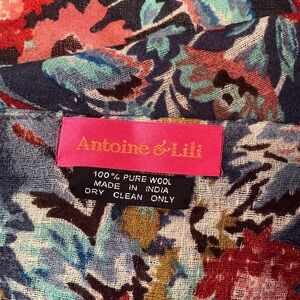 Antoine & Lili
100% PURE WOOL
MADE IN INDIA
DRY CLEAN ONLY